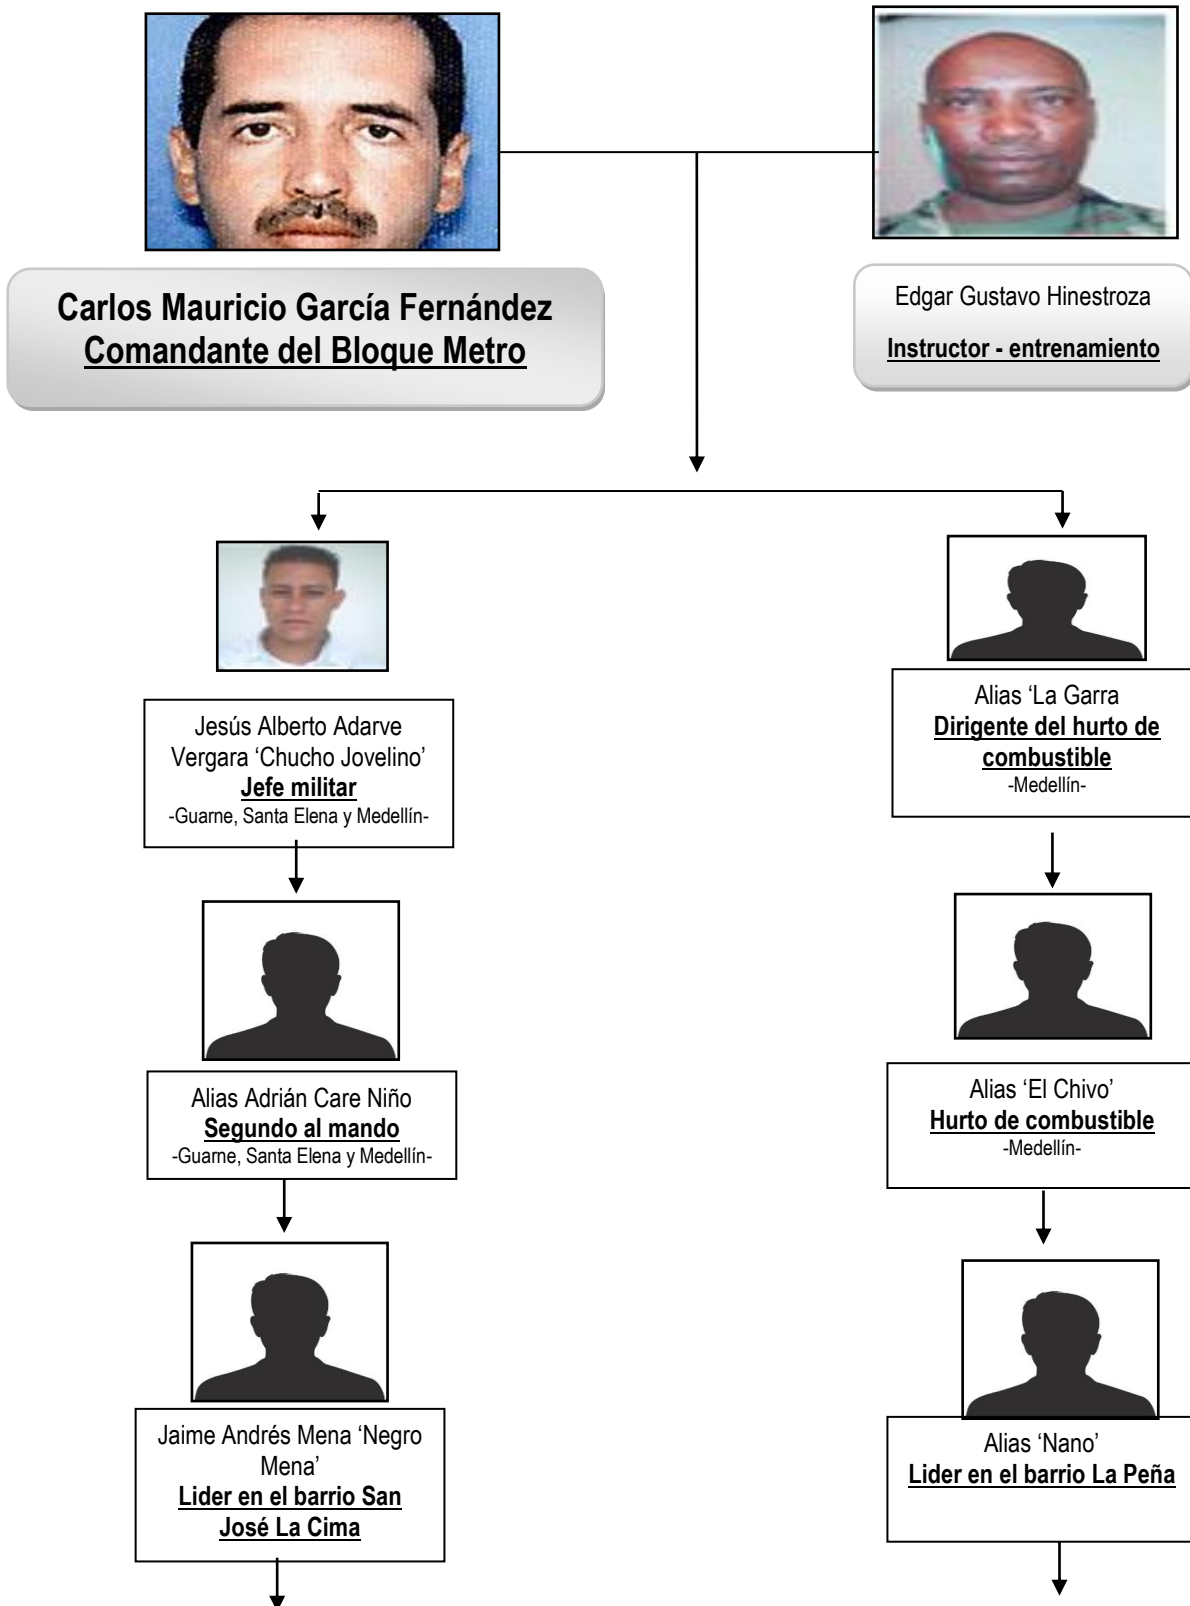 Carlos Mauricio García Fernández
Comandante del Bloque Metro
Edgar Gustavo Hinestroza
Instructor - entrenamiento
Jesús Alberto Adarve
Vergara ‘Chucho Jovelino’
Jefe militar
-Guarne, Santa Elena y Medellín-
Alias ‘La Garra
Dirigente del hurto de
combustible
-Medellín-
Alias Adrián Care Niño
Segundo al mando
-Guarne, Santa Elena y Medellín-
Alias ‘El Chivo’
Hurto de combustible
-Medellín-
Jaime Andrés Mena ‘Negro
Mena’
Lider en el barrio San
José La Cima
Alias ‘Nano’
Lider en el barrio La Peña